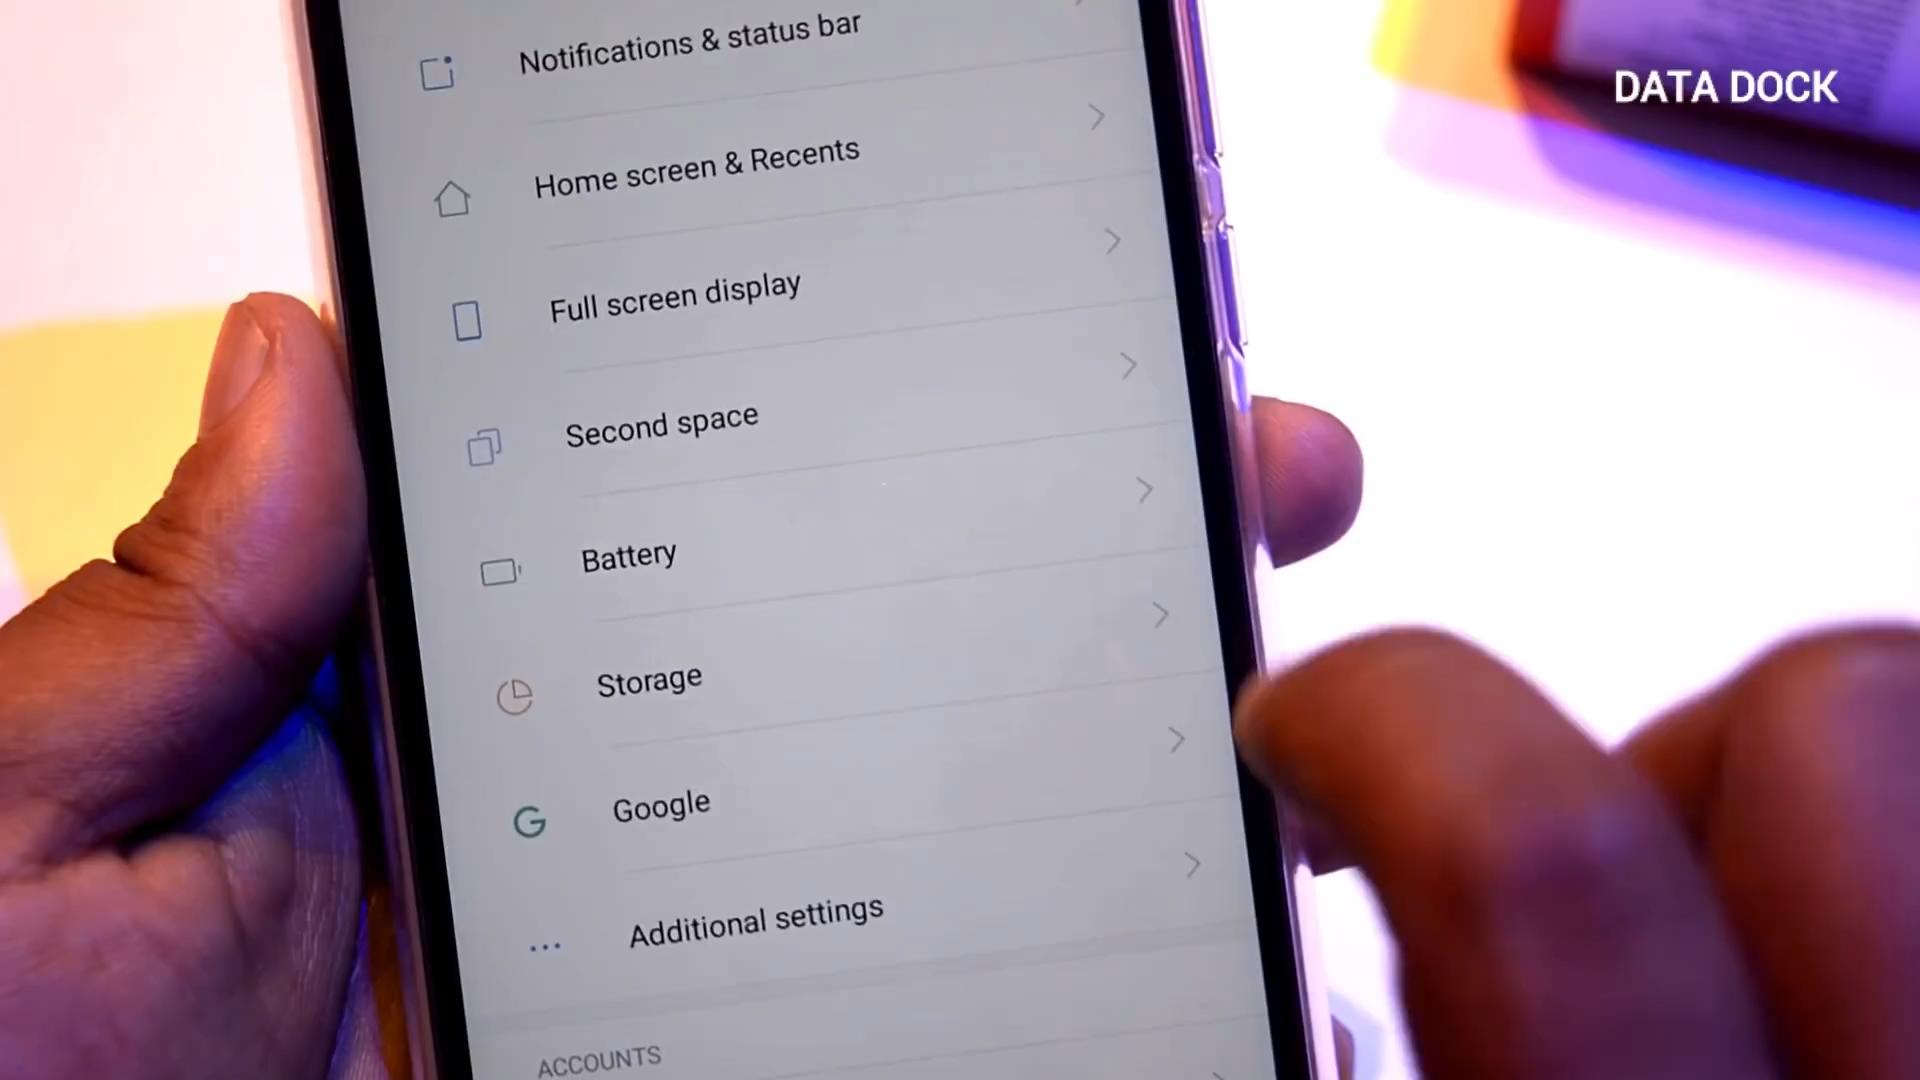 DATA DOCK
Notifications & status bar
Home screen & Recents
Full screen display
Second space
Battery
Storage
Google
Additional settings
ACCOUNTS